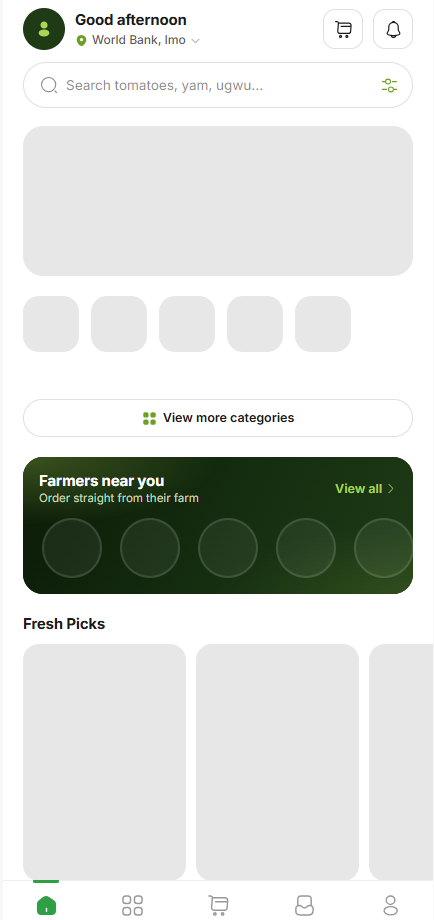 Good afternoon
World Bank, Imo
Search tomatoes, yam, ugwu...
View more categories
Farmers near you
Order straight from their farm
View all
Fresh Picks